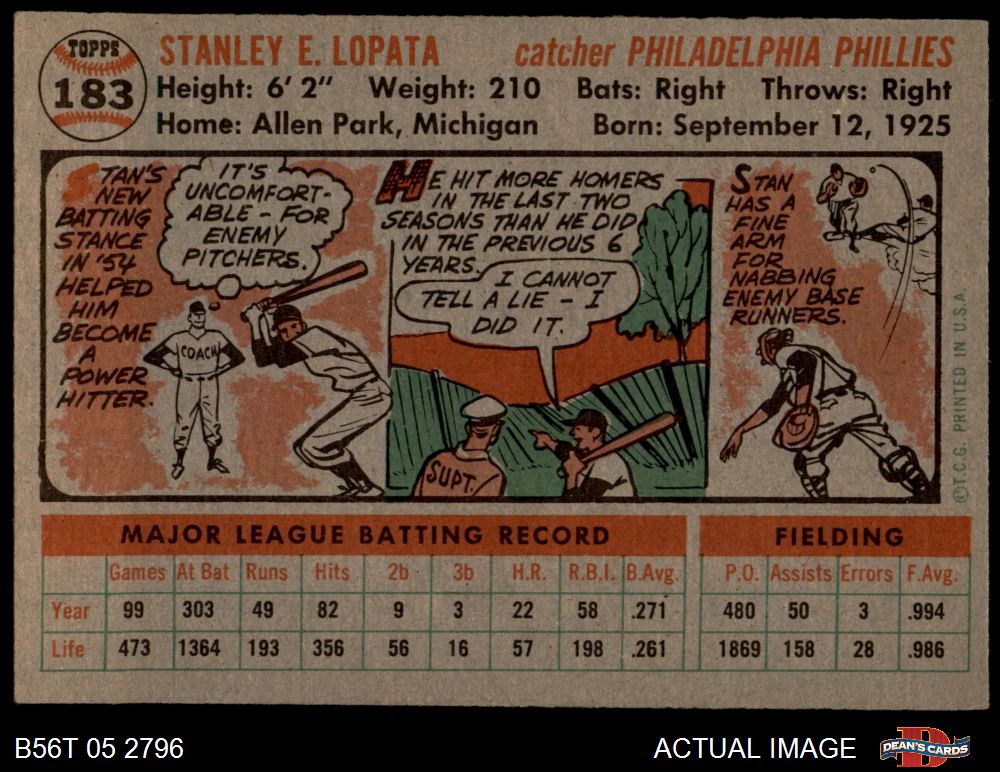 TOPPS
183
STANLEY E. LOPATA catcher PHILADELPHIA PHILLIES
Height: 6' 2" Weight: 210 Bats: Right Throws: Right
Home: Allen Park, Michigan Born: September 12, 1925
STAN'S
NEW
BATTING
STANCE
IN '54
HELPED
HIM
BECOME
A
POWER
HITTER.
IT'S
UNCOMFORT-
ABLE - FOR
ENEMY
PITCHERS.
COACH
HE HIT MORE HOMERS
IN THE LAST TWO
SEASONS THAN HE DID
IN THE PREVIOUS 6
YEARS.
I CANNOT
TELL A LIE - I
DID IT.
SUPT.
STAN
HAS A
FINE
ARM
FOR
NABBING
ENEMY BASE
RUNNERS.
©T.C.G. PRINTED IN U.S.A.
MAJOR LEAGUE BATTING RECORD FIELDING
Games At Bat Runs Hits 2b 3b H.R. R.B.I. B.Avg. P.O. Assists Errors F.Avg.
Year 99 303 49 82 9 3 22 58 .271 480 50 3 .994
Life 473 1364 193 356 56 16 57 198 .261 1869 158 28 .986
B56T 05 2796 ACTUAL IMAGE DEAN'S CARDS